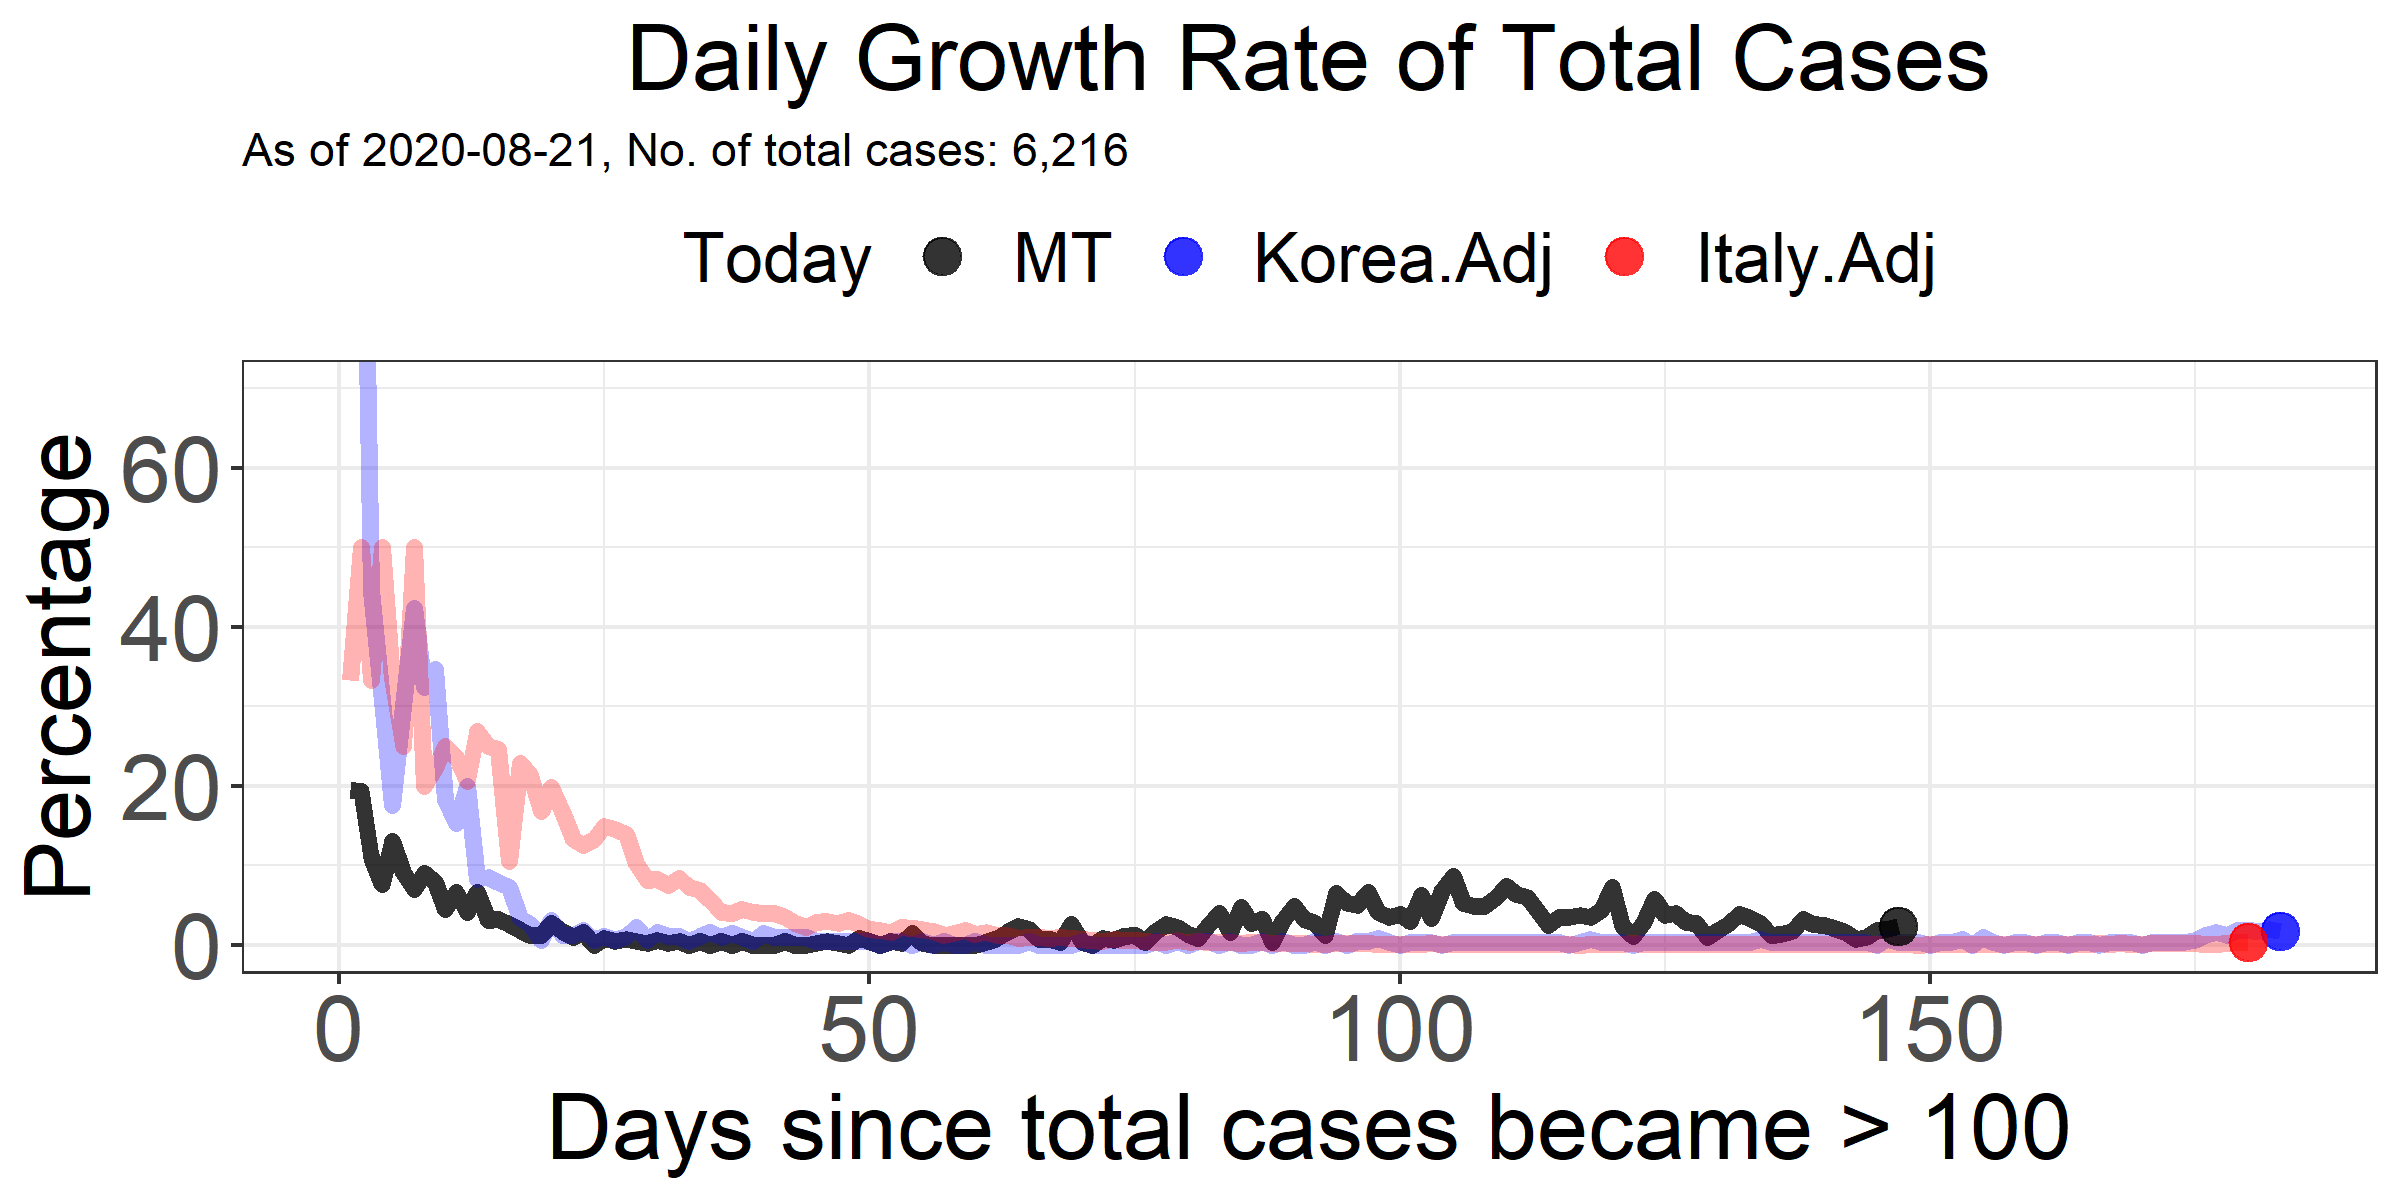 Daily Growth Rate of Total Cases
As of 2020-08-21, No. of total cases: 6,216
Today MT Korea.Adj Italy.Adj
Percentage
60
40
20
0
0 50 100 150
Days since total cases became > 100